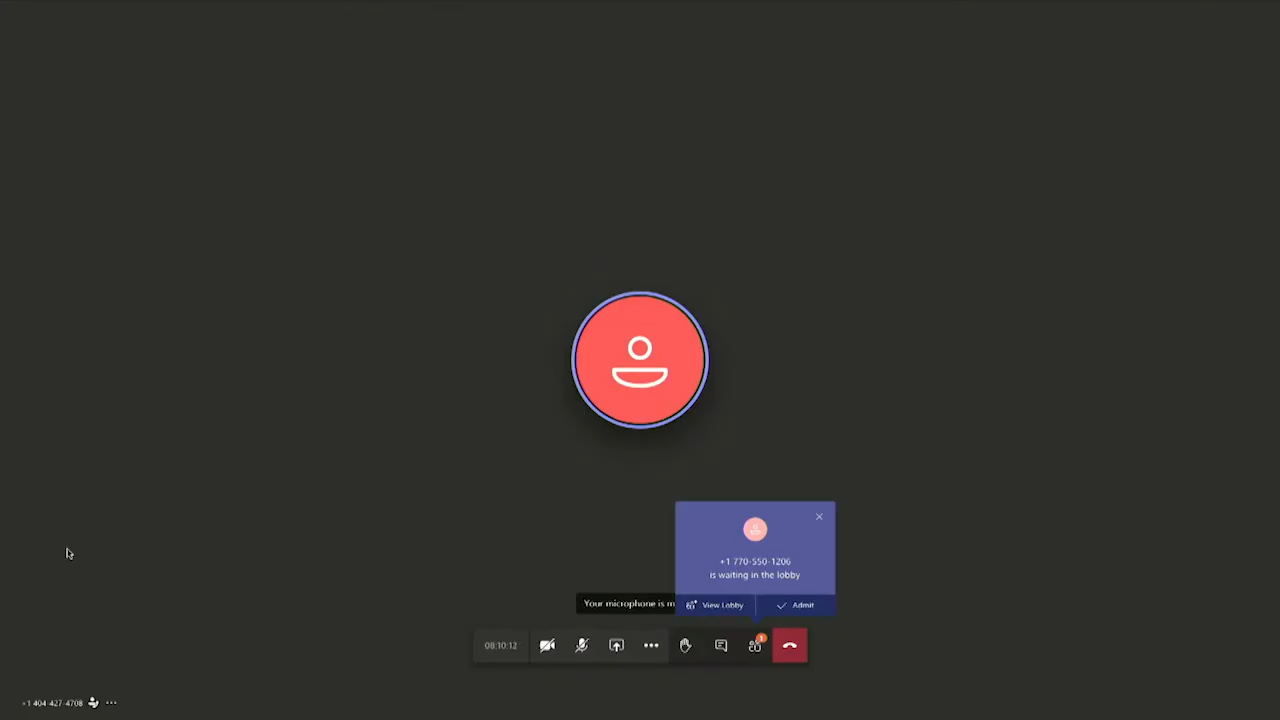 +1 770-550-1206
is waiting in the lobby
Your microphone is m
View Lobby
Admit
08:10:12
1
+1 404-427-4708